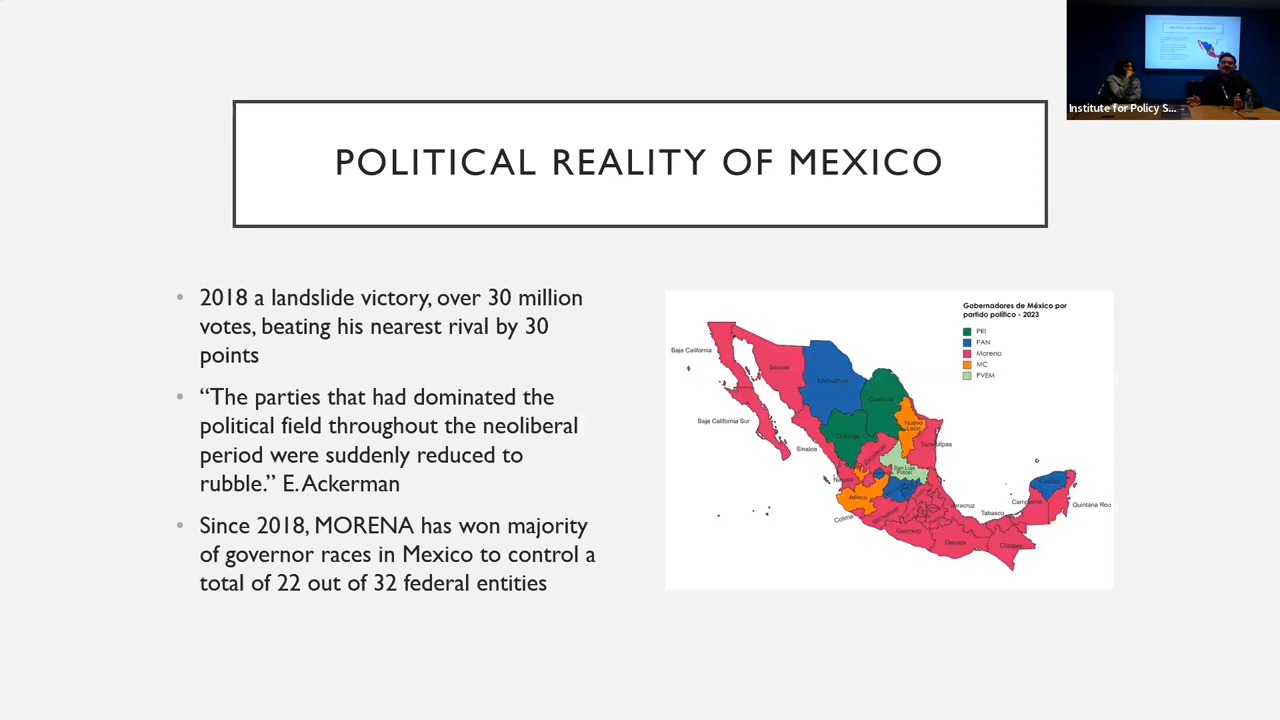 Institute for Policy S...
POLITICAL REALITY OF MEXICO
• 2018 a landslide victory, over 30 million
votes, beating his nearest rival by 30
points
• “The parties that had dominated the
political field throughout the neoliberal
period were suddenly reduced to
rubble.” E. Ackerman
• Since 2018, MORENA has won majority
of governor races in Mexico to control a
total of 22 out of 32 federal entities
Gobernadores de México por
partido político - 2023
PRI
PAN
Morena
MC
PVEM
Baja California
Sonora
Chihuahua
Coahuila
Nuevo
León
Baja California Sur
Sinaloa
Durango
Zacatecas
Tamaulipas
San Luis
Potosí
Nayarit
Jalisco
Colima
Michoacán
Guerrero
Oaxaca
Veracruz
Tabasco
Chiapas
Campeche
Yucatán
Quintana Roo